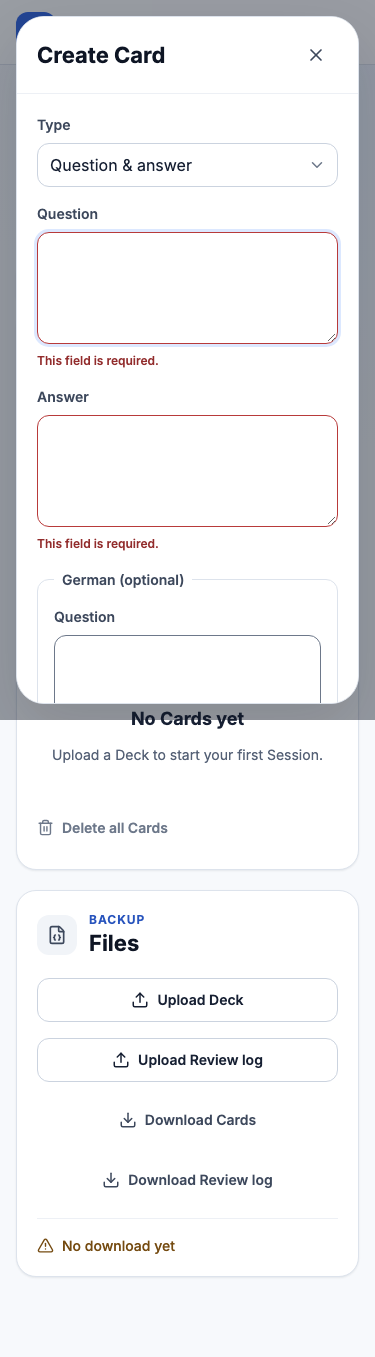 Create Card
Type
Question & answer
Question
This field is required.
Answer
This field is required.
German (optional)
Question
No Cards yet
Upload a Deck to start your first Session.
Delete all Cards
BACKUP
Files
Upload Deck
Upload Review log
Download Cards
Download Review log
No download yet